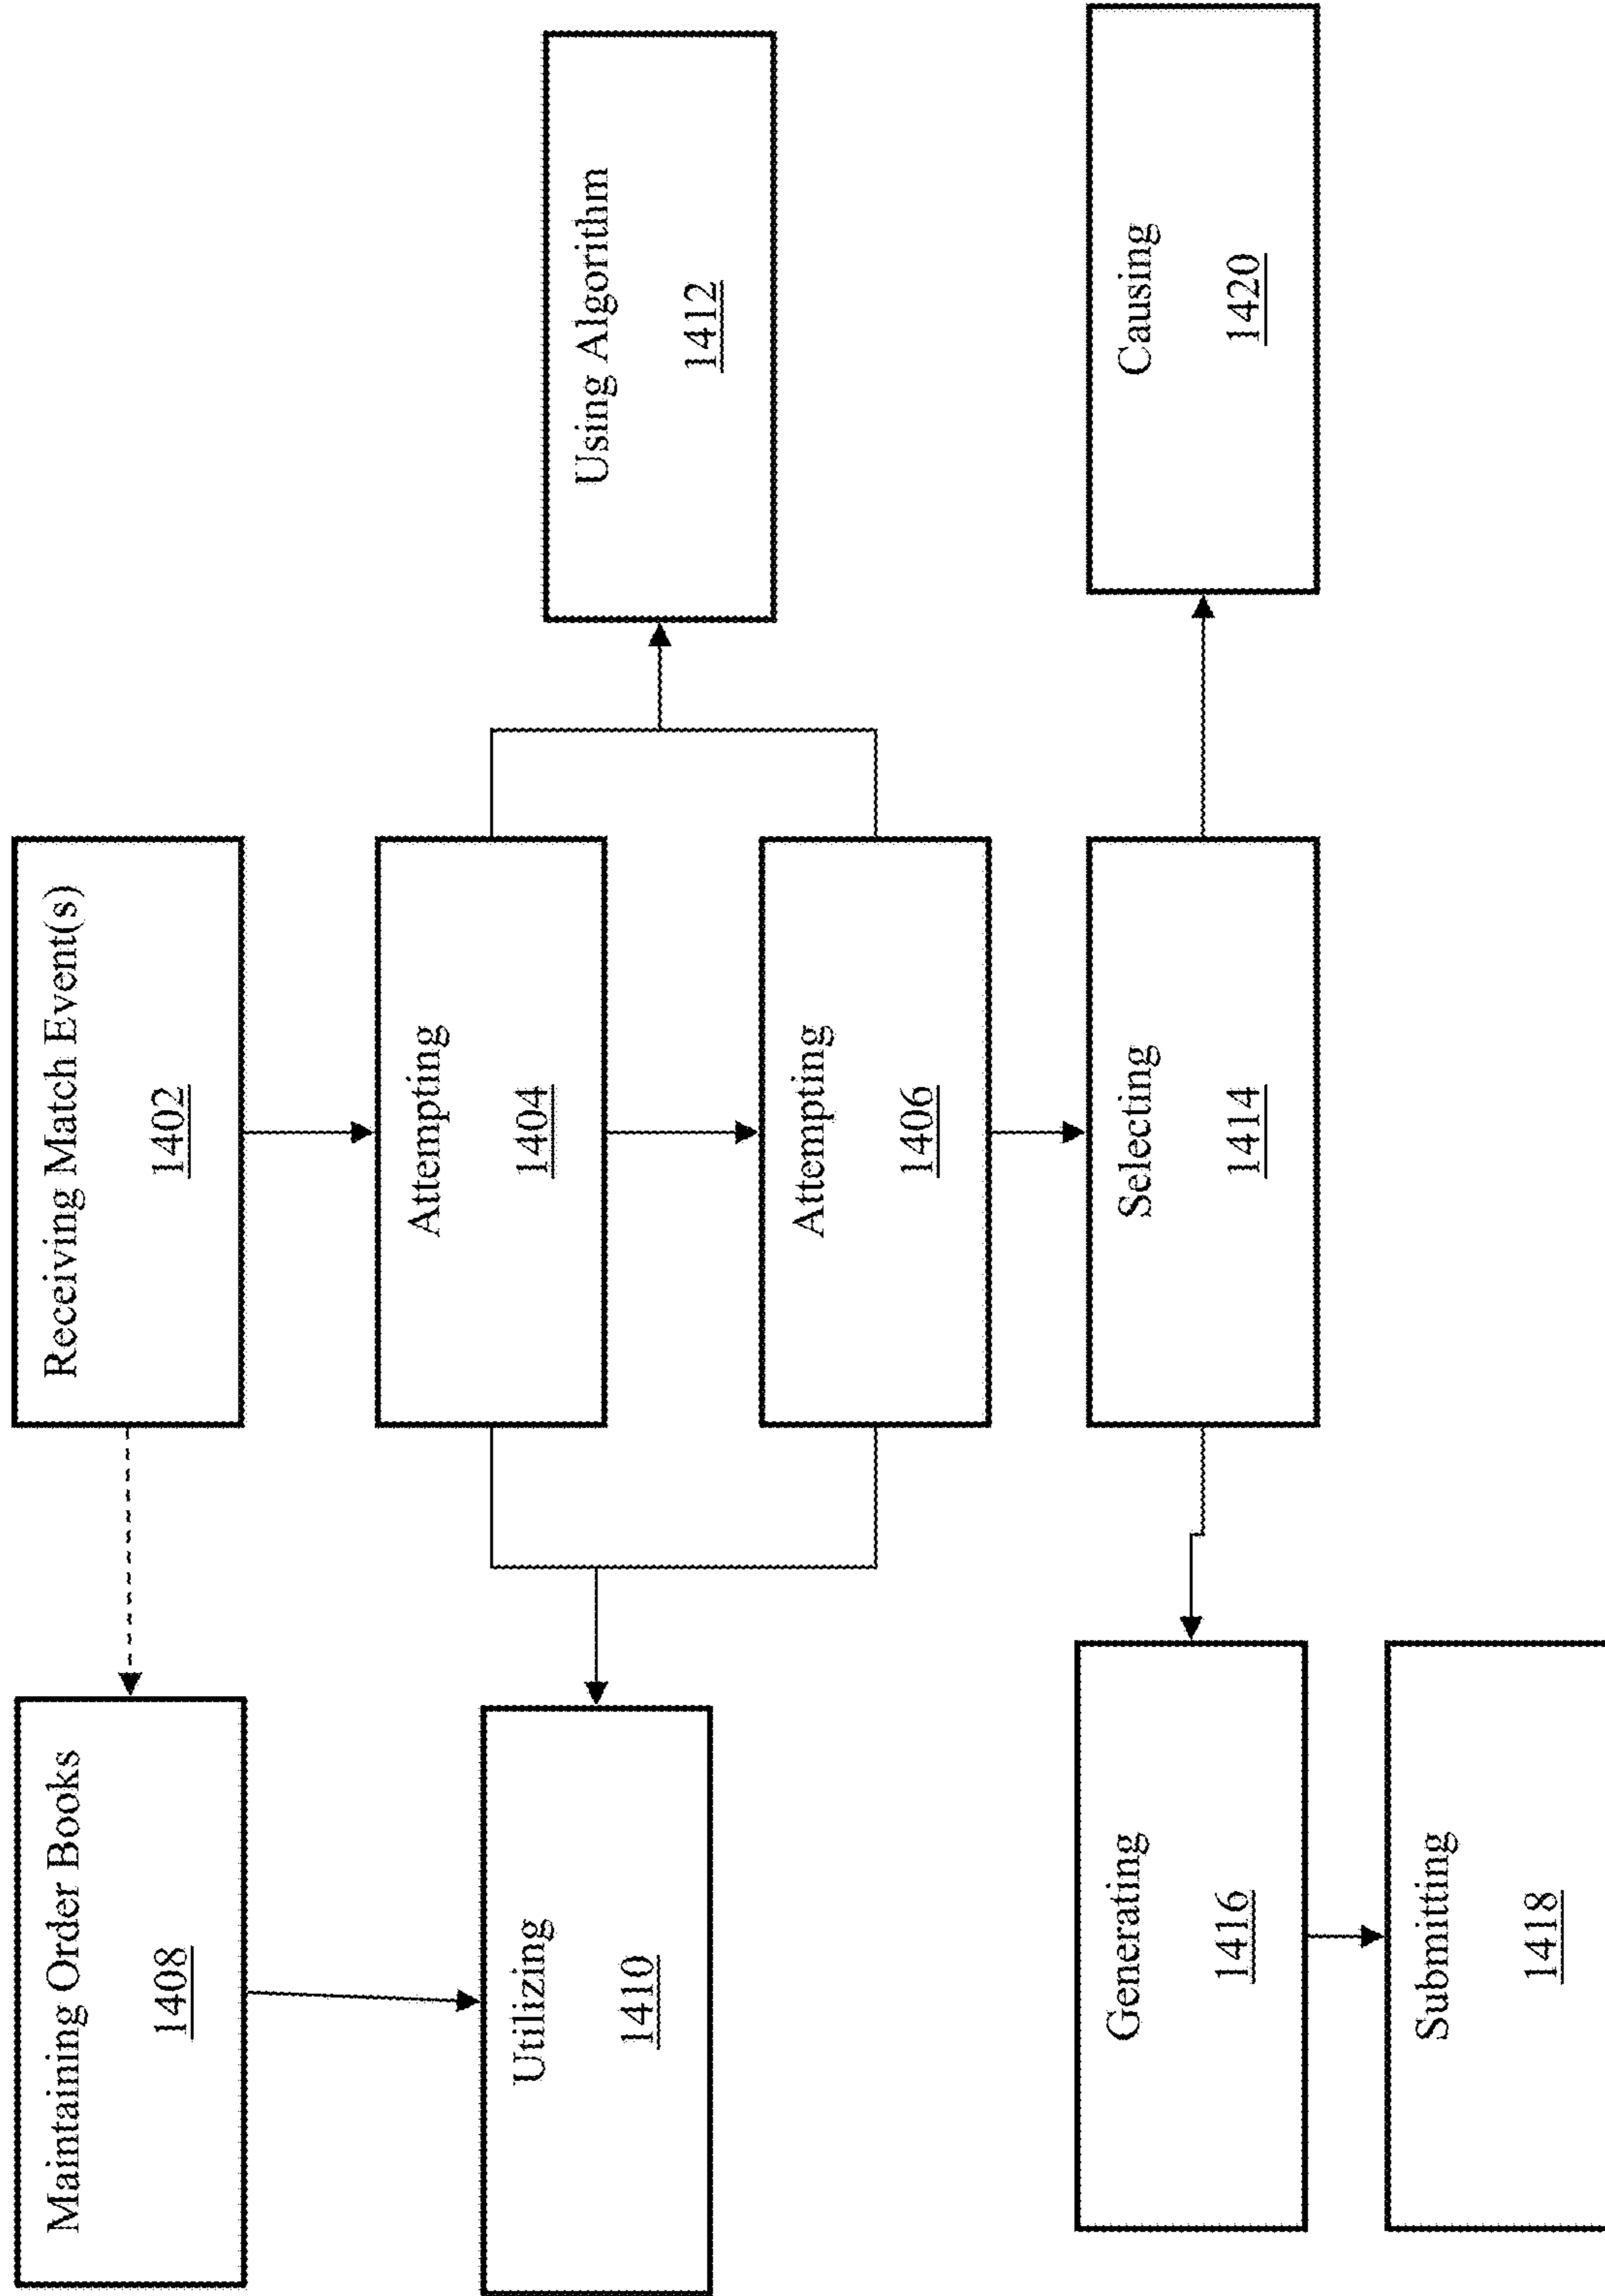 Maintaining Order Books
1408
Receiving Match Event(s)
1402
Utilizing
1410
Attempting
1404
Using Algorithm
1412
Attempting
1406
Generating
1416
Selecting
1414
Causing
1420
Submitting
1418